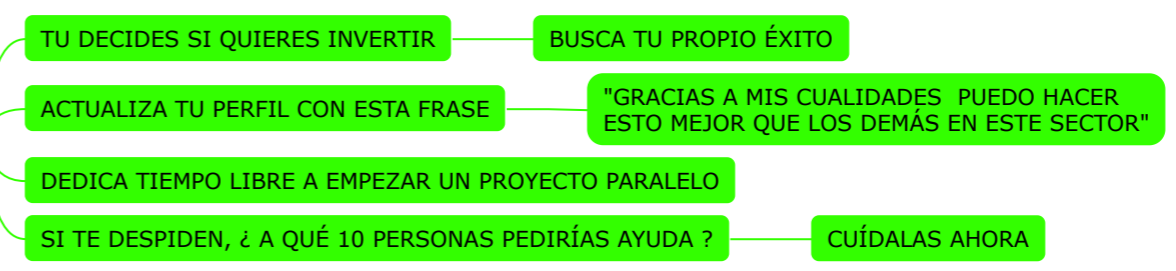 TU DECIDES SI QUIERES INVERTIR
BUSCA TU PROPIO ÉXITO
ACTUALIZA TU PERFIL CON ESTA FRASE
"GRACIAS A MIS CUALIDADES  PUEDO HACER
ESTO MEJOR QUE LOS DEMÁS EN ESTE SECTOR"
DEDICA TIEMPO LIBRE A EMPEZAR UN PROYECTO PARALELO
SI TE DESPIDEN, ¿ A QUÉ 10 PERSONAS PEDIRÍAS AYUDA ?
CUÍDALAS AHORA